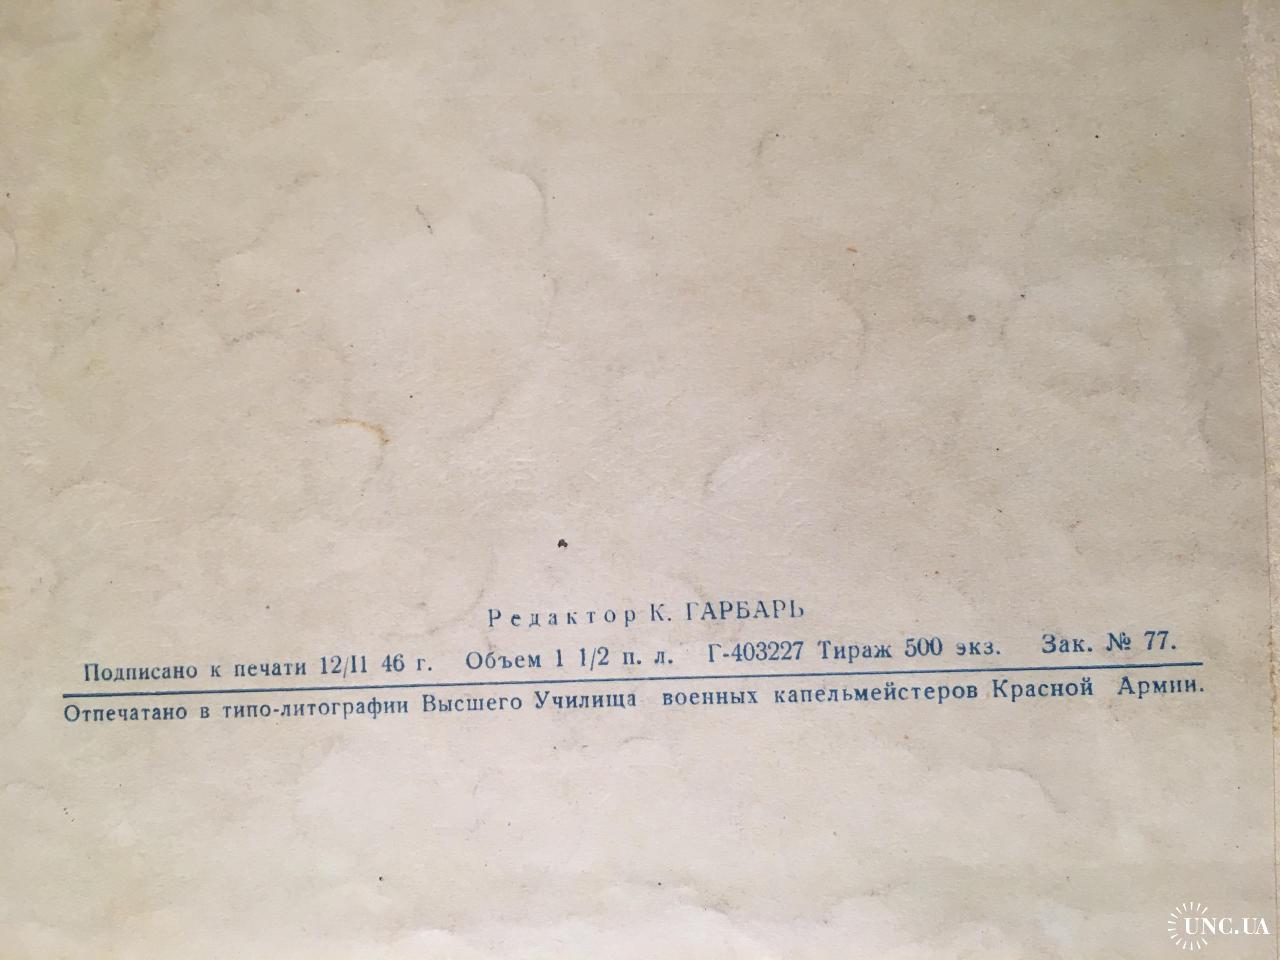 Редактор К. ГАРБАРЬ
Подписано к печати 12/II 46 г. Объем 1 1/2 п. л. Г-403227 Тираж 500 экз. Зак. № 77.
Отпечатано в типо-литографии Высшего Училища военных капельмейстеров Красной Армии.
UNC.UA